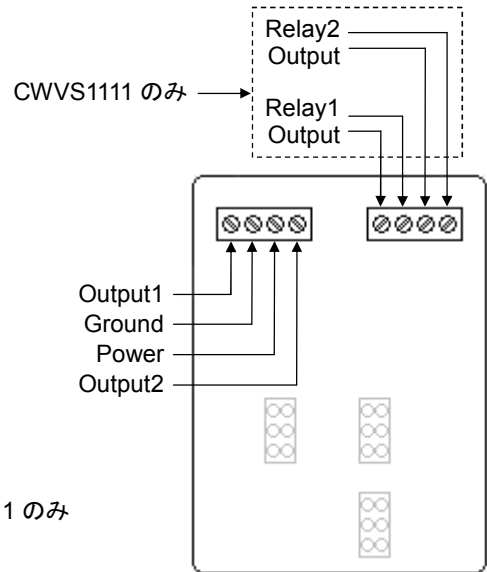 Relay2
Output
CWVS1111 のみ
Relay1
Output
Output1
Ground
Power
Output2
1 のみ